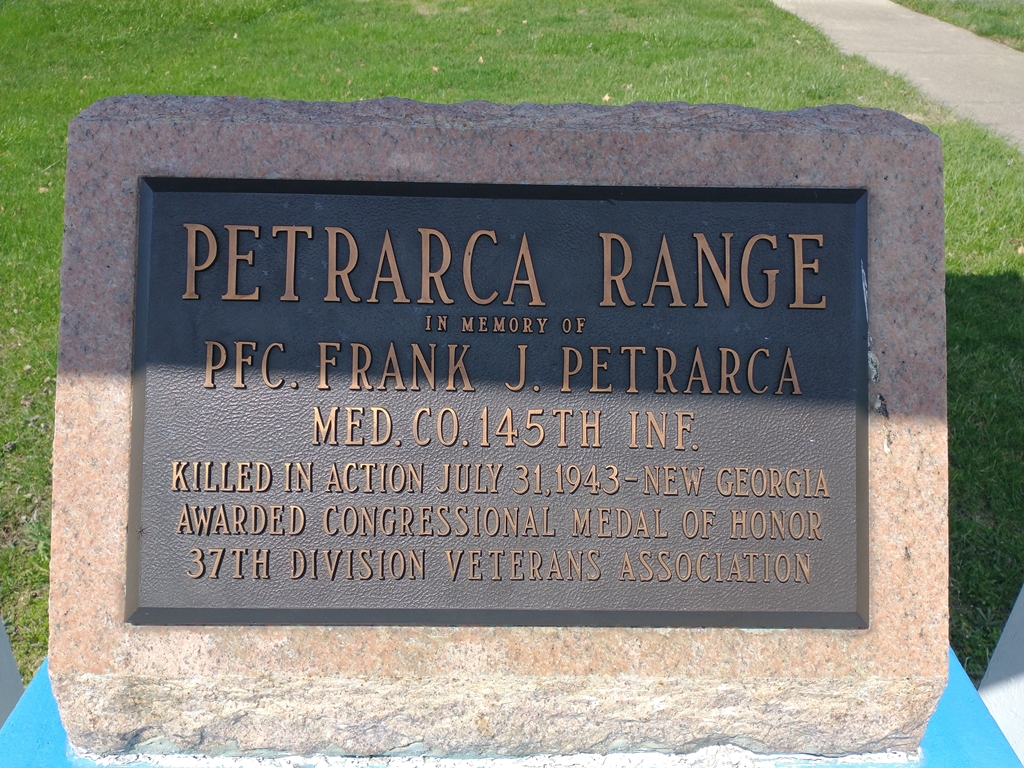 PETRARCA RANGE
IN MEMORY OF
PFC. FRANK J. PETRARCA
MED. CO. 145TH INF.
KILLED IN ACTION JULY 31, 1943 - NEW GEORGIA
AWARDED CONGRESSIONAL MEDAL OF HONOR
37TH DIVISION VETERANS ASSOCIATION